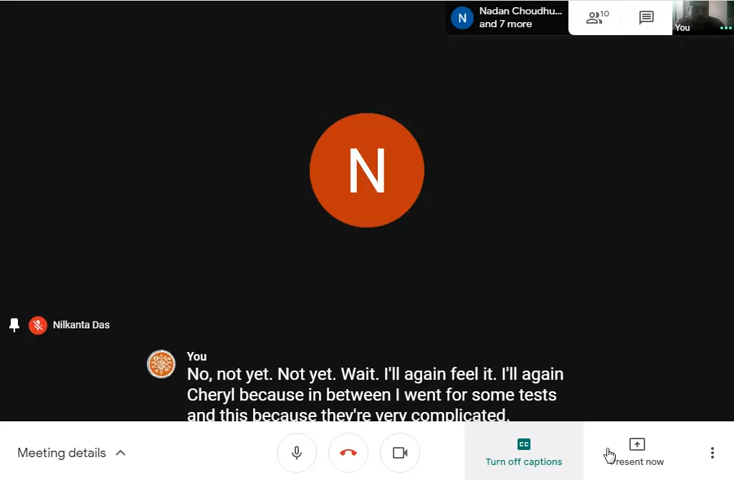 N
Nadan Choudhu...
and 7 more
10
You
N
Nilkanta Das
You
No, not yet. Not yet. Wait. I'll again feel it. I'll again
Cheryl because in between I went for some tests
and this because they're very complicated.
Meeting details
CC
Turn off captions
Present now